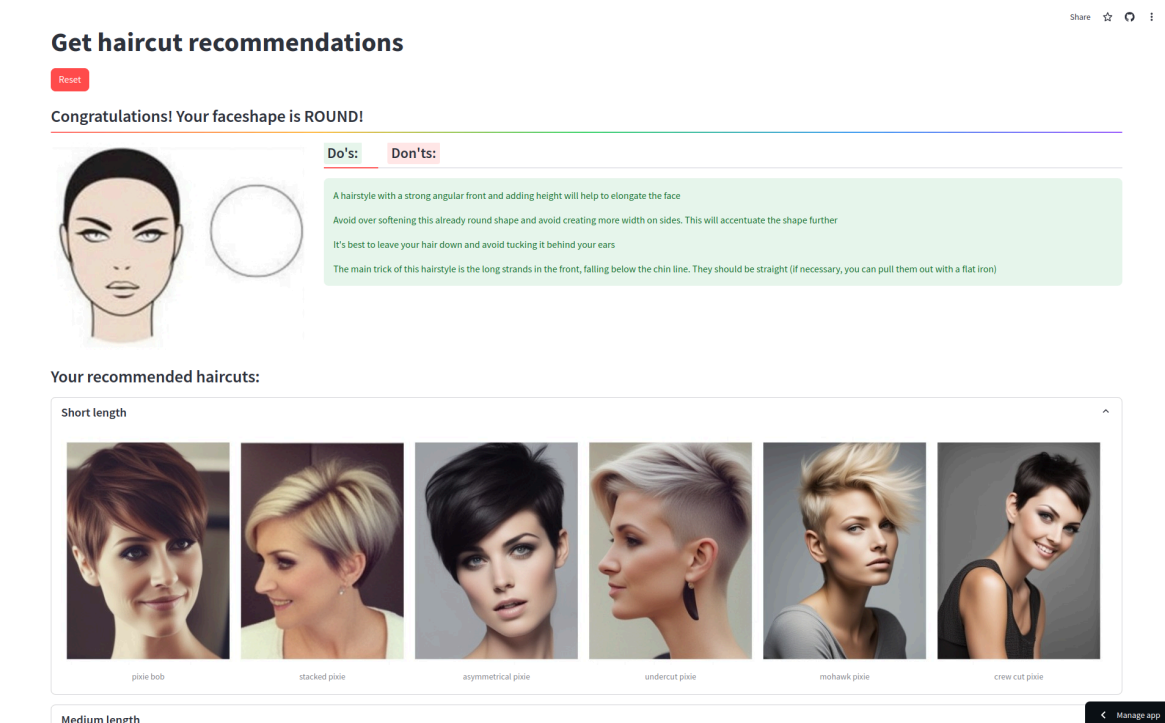 Share
Get haircut recommendations
Reset
Congratulations! Your faceshape is ROUND!
Do's:
Don'ts:
A hairstyle with a strong angular front and adding height will help to elongate the face
Avoid over softening this already round shape and avoid creating more width on sides. This will accentuate the shape further
It's best to leave your hair down and avoid tucking it behind your ears
The main trick of this hairstyle is the long strands in the front, falling below the chin line. They should be straight (if necessary, you can pull them out with a flat iron)
Your recommended haircuts:
Short length
pixie bob
stacked pixie
asymmetrical pixie
undercut pixie
mohawk pixie
crew cut pixie
Medium length
Manage app